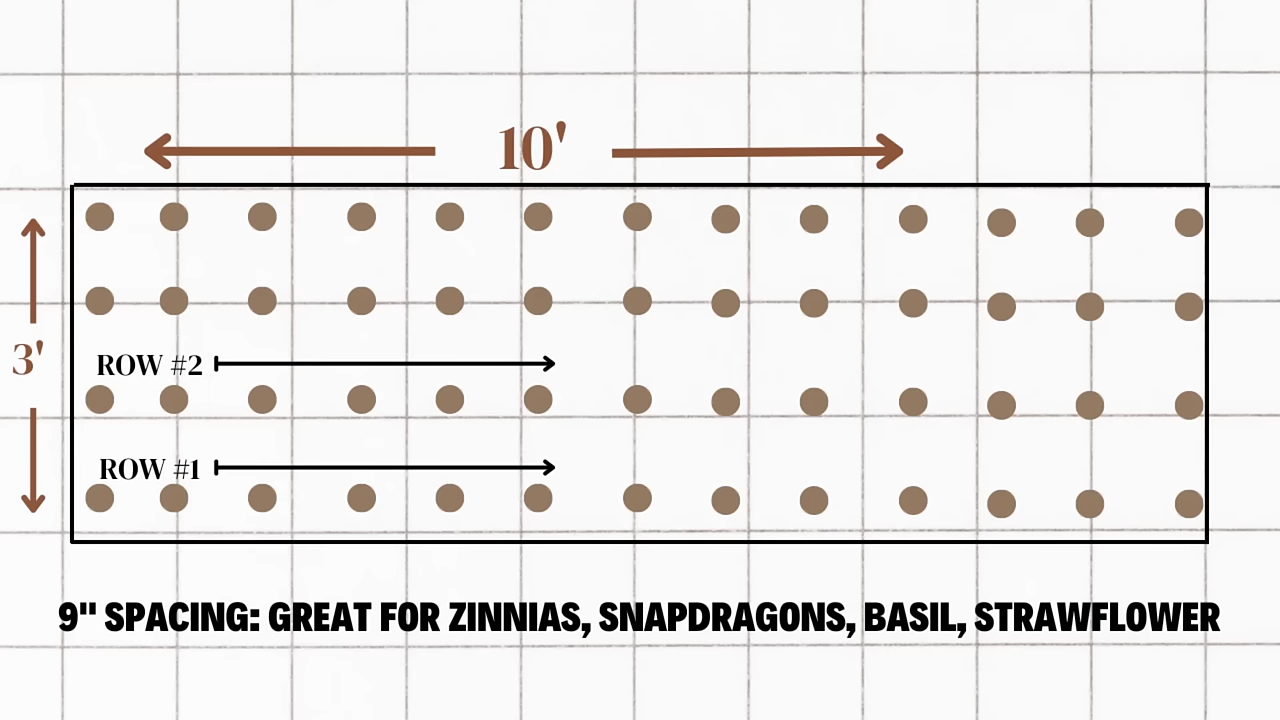 10'
3'
ROW #2
ROW #1
9" SPACING: GREAT FOR ZINNIAS, SNAPDRAGONS, BASIL, STRAWFLOWER